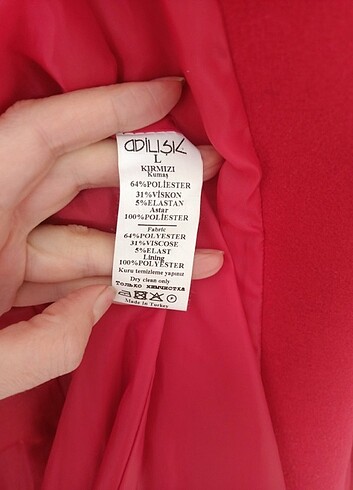 ADILIŞIK
L
KIRMIZI
Kumaş
64%POLİESTER
31%VİSKON
5%ELASTAN
Astar
100%POLİESTER
Fabric
64%POLYESTER
31%VISCOSE
5%ELAST
Lining
100%POLYESTER
Kuru temizleme yapınız
Dry clean only
Только химчистка
Made in Turkey